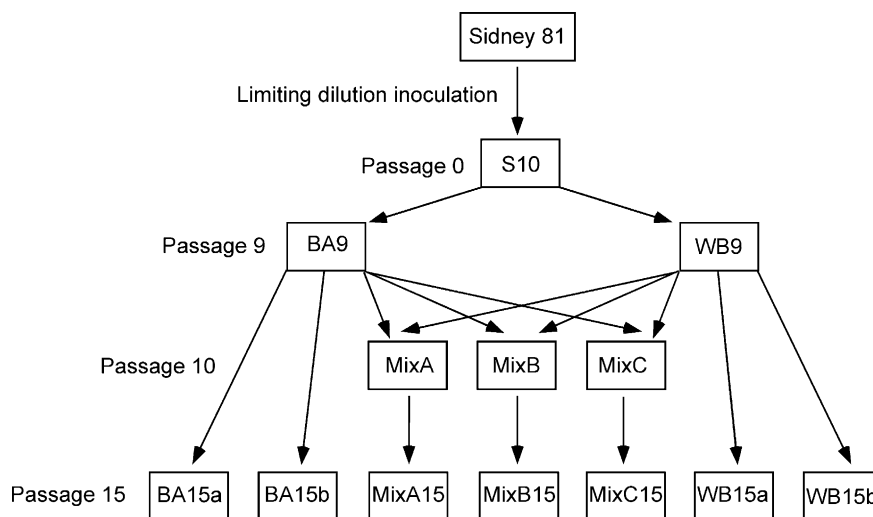 Sidney 81
Limiting dilution inoculation
Passage 0
S10
Passage 9
BA9
WB9
Passage 10
MixA
MixB
MixC
Passage 15
BA15a
BA15b
MixA15
MixB15
MixC15
WB15a
WB15b